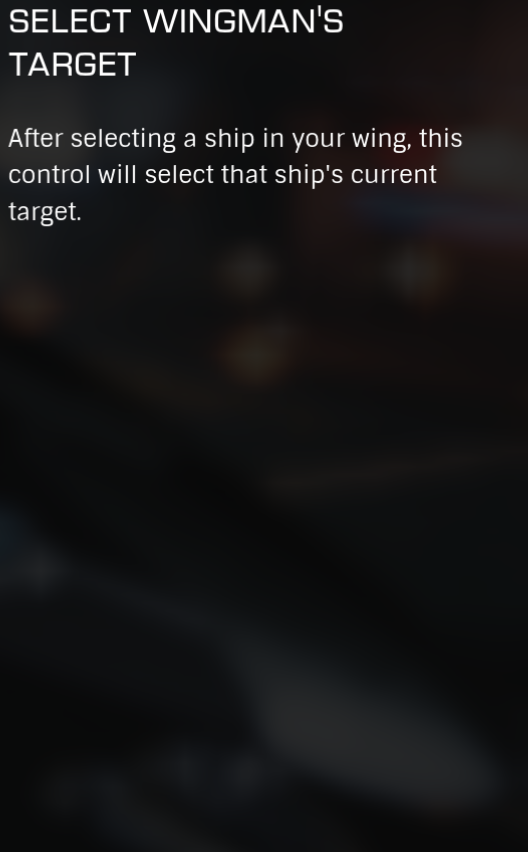 SELECT WINGMAN'S
TARGET
After selecting a ship in your wing, this
control will select that ship's current
target.